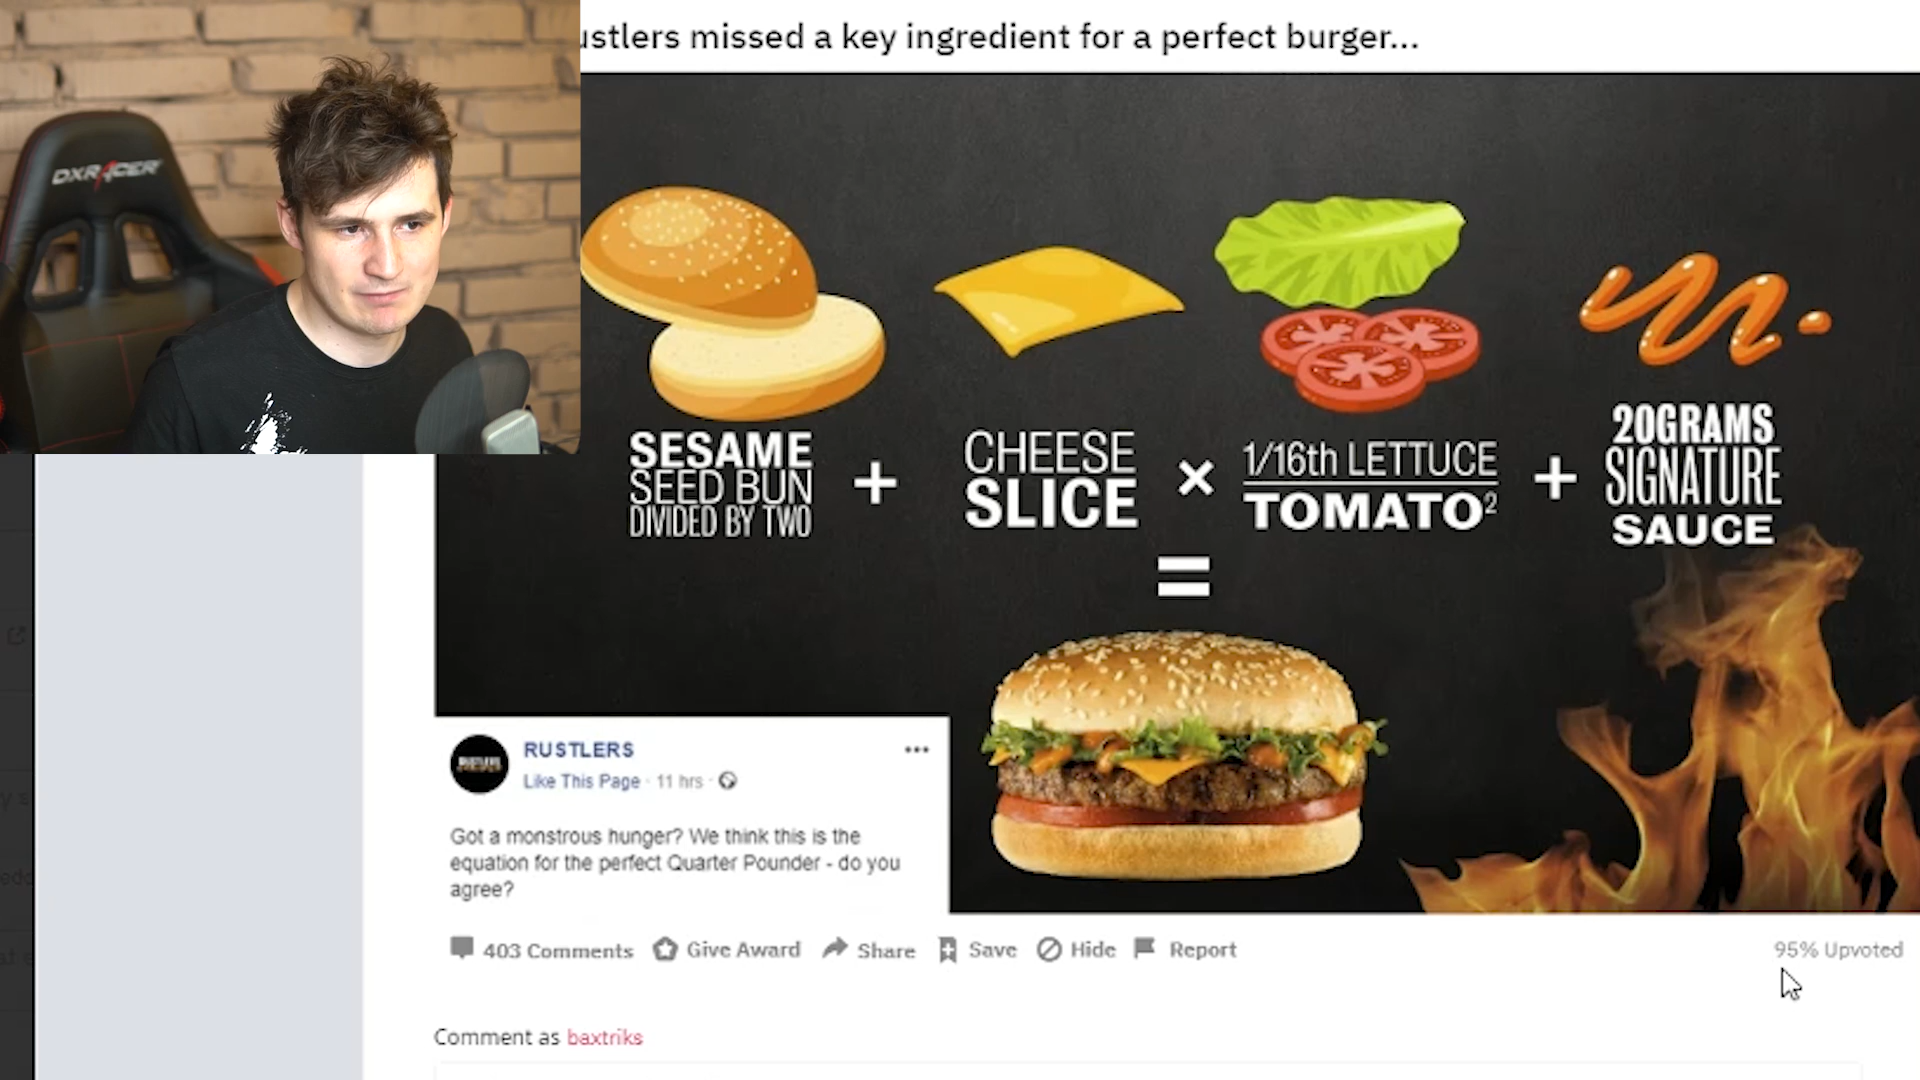 ustlers missed a key ingredient for a perfect burger...
DXRACER
SESAME
SEED BUN
DIVIDED BY TWO
+
CHEESE
SLICE
×
1/16th LETTUCE
TOMATO²
+
20GRAMS
SIGNATURE
SAUCE
=
RUSTLERS
RUSTLERS
Like This Page · 11 hrs ·
Got a monstrous hunger? We think this is the
equation for the perfect Quarter Pounder - do you
agree?
403 Comments Give Award Share Save Hide Report 95% Upvoted
Comment as baxtriks